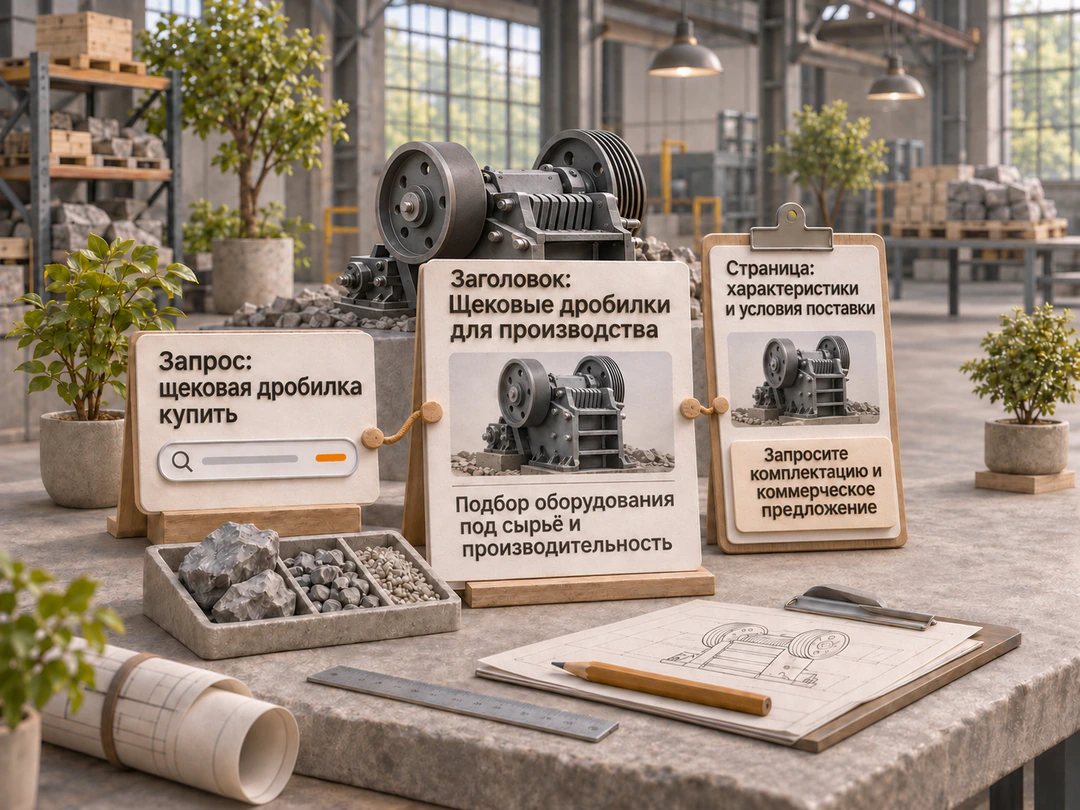 Запрос:
щековая дробилка
купить
Заголовок:
Щековые дробилки
для производства
Подбор оборудования
под сырьё и
производительность
Страница:
характеристики
и условия поставки
Запросите
комплектацию и
коммерческое
предложение